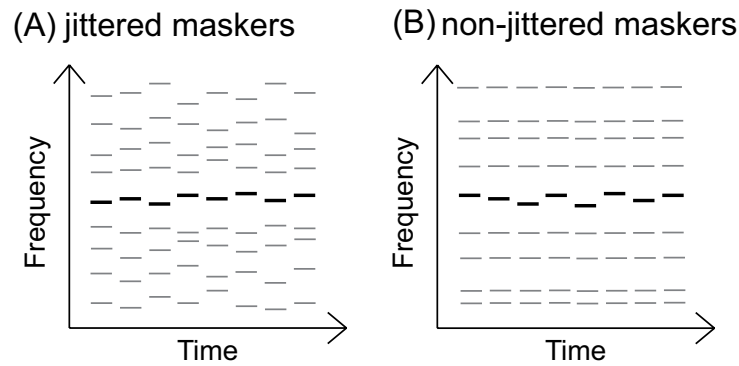 (A) jittered maskers
Frequency
Time
(B) non-jittered maskers
Frequency
Time